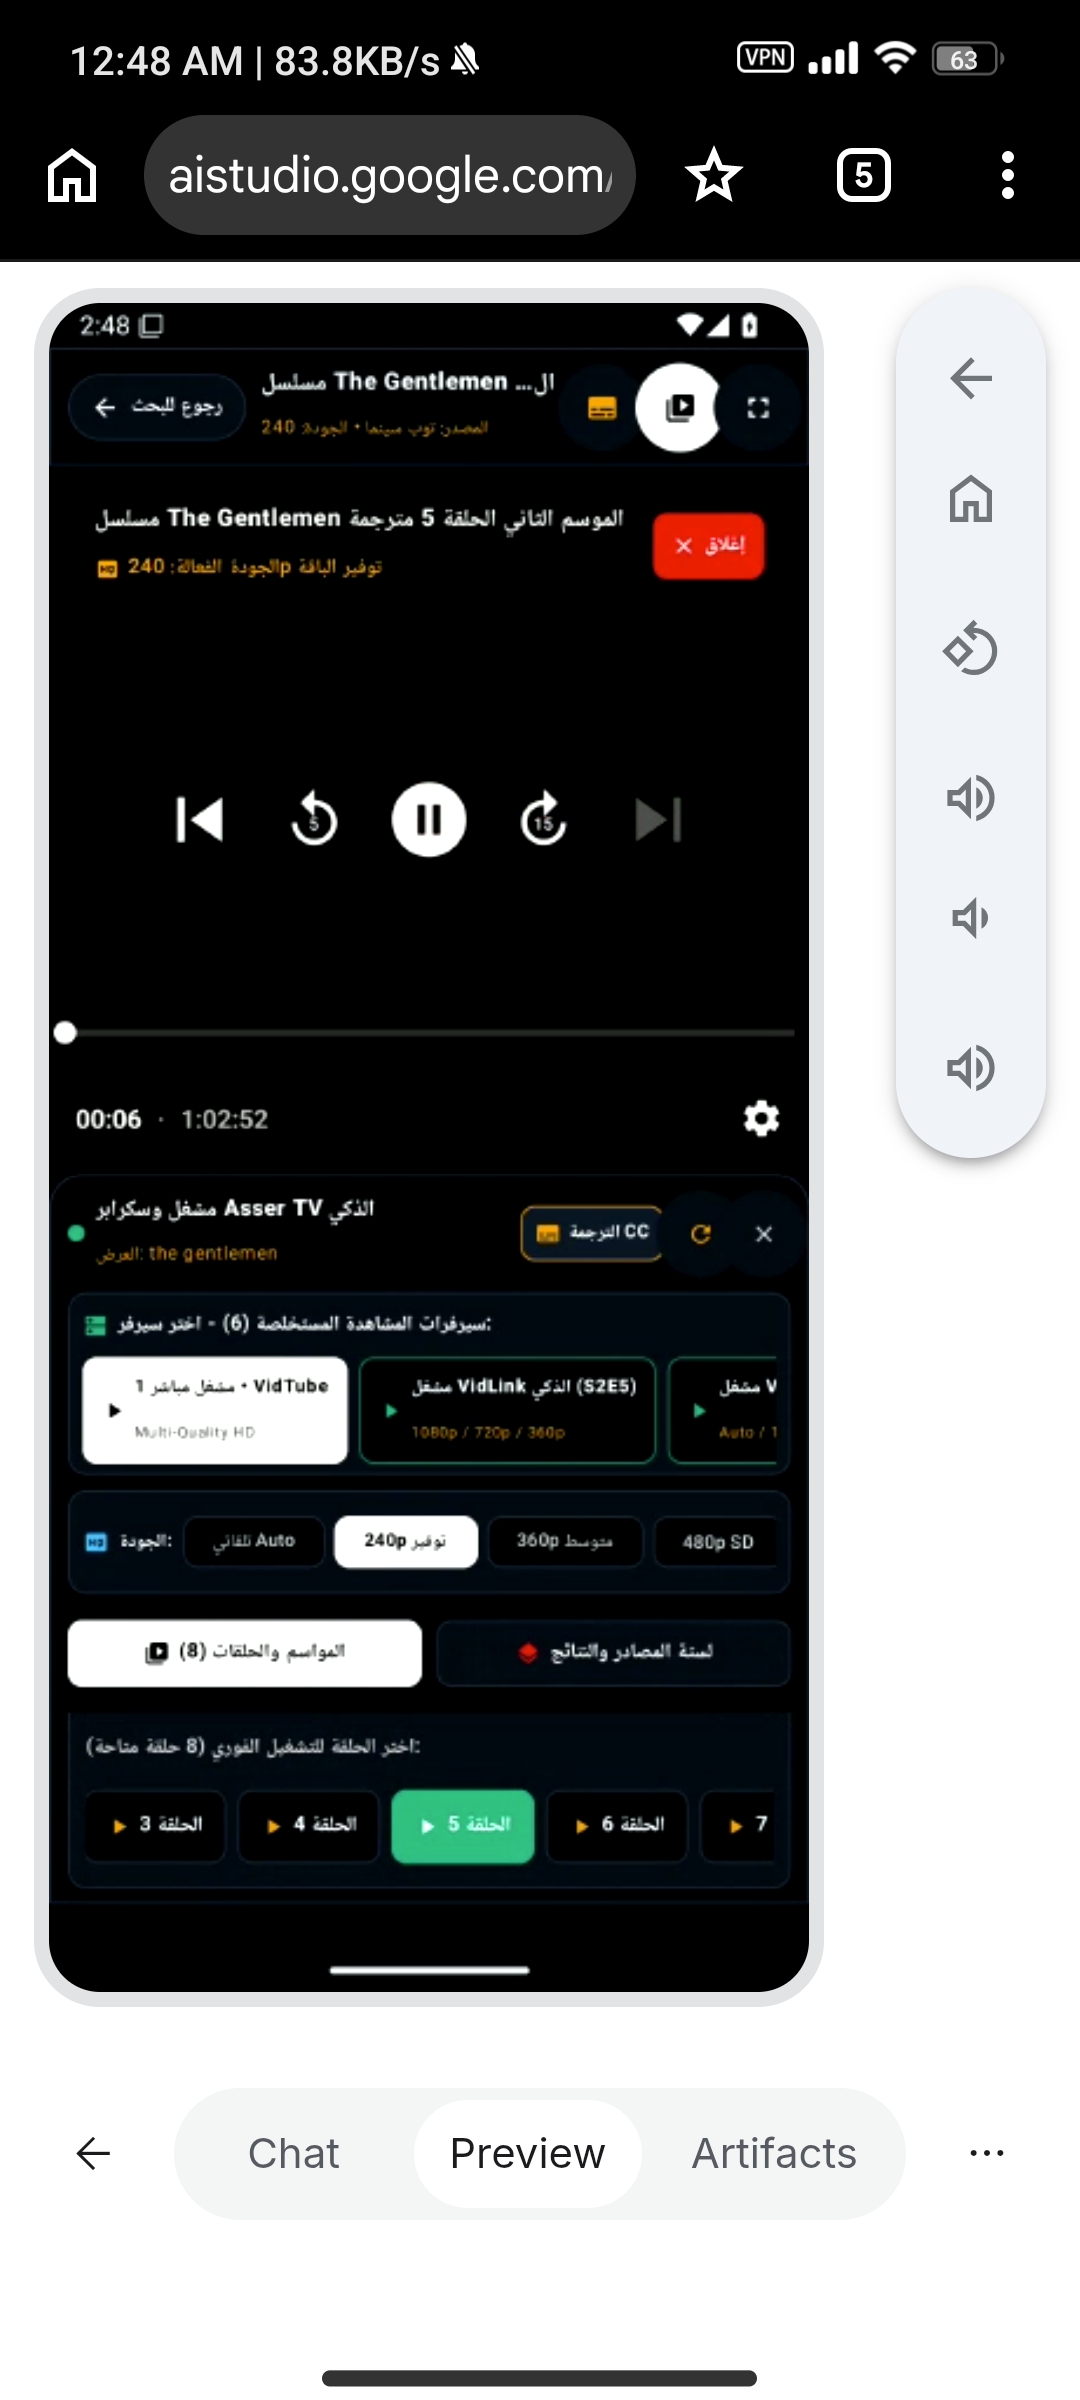 12:48 AM | 83.8KB/s
VPN
63
aistudio.google.com/
5
2:48
رجوع للبحث
مسلسل The Gentlemen ... ال
المصدر: توب سينما • الجودة: 240
مسلسل The Gentlemen الموسم الثاني الحلقة 5 مترجمة
HQ الجودة الفعالة: 240p توفير الباقة
إغلاق
5
15
00:06 · 1:02:52
مشغل وسكرابر Asser TV الذكي
العرض: the gentlemen
الترجمة CC
سيرفرات المشاهدة المستخلصة (6) - اختر سيرفر:
مشغل مباشر 1 • VidTube
Multi-Quality HD
مشغل VidLink الذكي (S2E5)
1080p / 720p / 360p
مشغل V
Auto / 1
HD
الجودة:
تلقائي Auto
توفير 240p
متوسط 360p
480p SD
المواسم والحلقات (8)
لستة المصادر والنتائج
اختر الحلقة للتشغيل الفوري (8 حلقة متاحة):
الحلقة 3
الحلقة 4
الحلقة 5
الحلقة 6
7
Chat
Preview
Artifacts